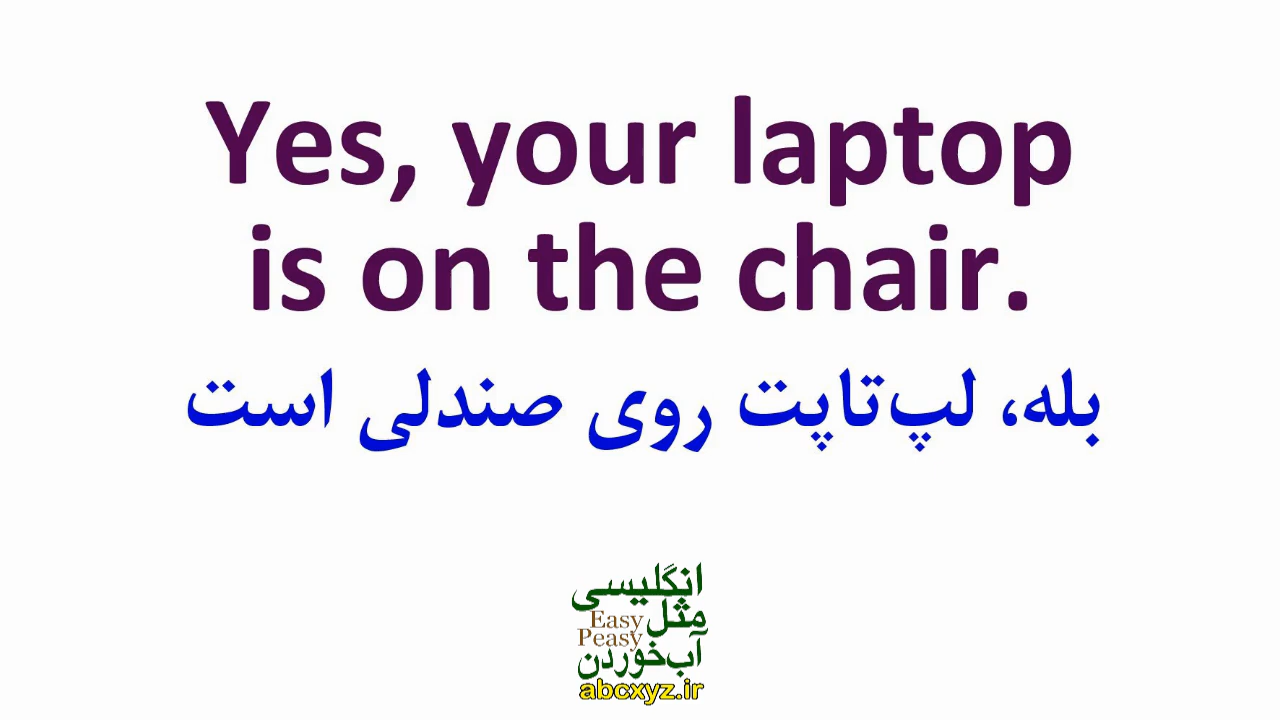 Yes, your laptop
is on the chair.
بله، لپ‌تاپت روی صندلی است
انگلیسی
مثل
Easy
Peasy
آب‌خوردن
abcxyz.ir